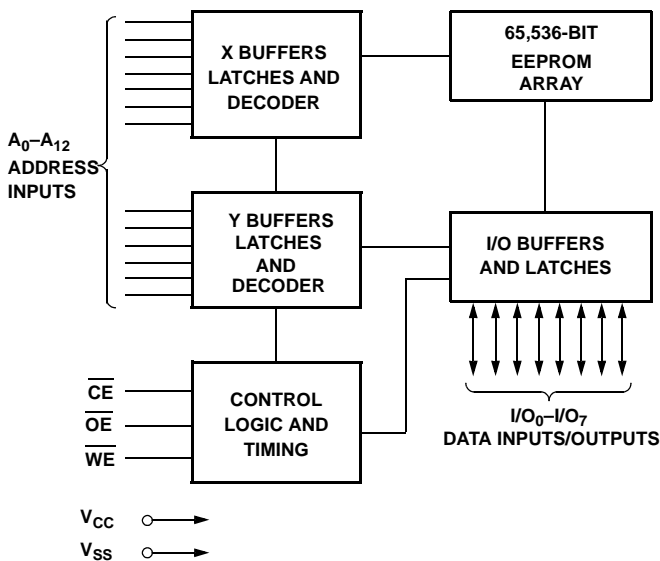 X BUFFERS
LATCHES AND
DECODER
65,536-BIT
EEPROM
ARRAY
A0–A12
ADDRESS
INPUTS
Y BUFFERS
LATCHES
AND
DECODER
I/O BUFFERS
AND LATCHES
CE
OE
WE
CONTROL
LOGIC AND
TIMING
I/O0–I/O7
DATA INPUTS/OUTPUTS
VCC
VSS